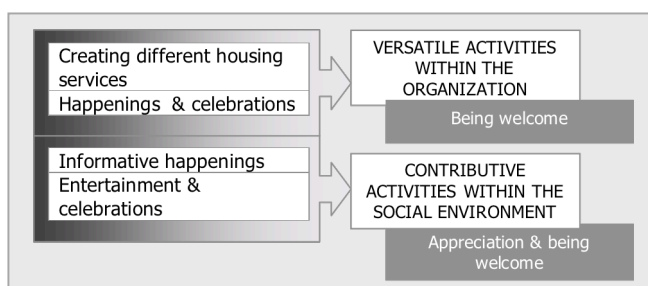 Creating different housing
services
Happenings & celebrations
VERSATILE ACTIVITIES
WITHIN THE
ORGANIZATION
Being welcome
Informative happenings
Entertainment &
celebrations
CONTRIBUTIVE
ACTIVITIES WITHIN THE
SOCIAL ENVIRONMENT
Appreciation & being
welcome